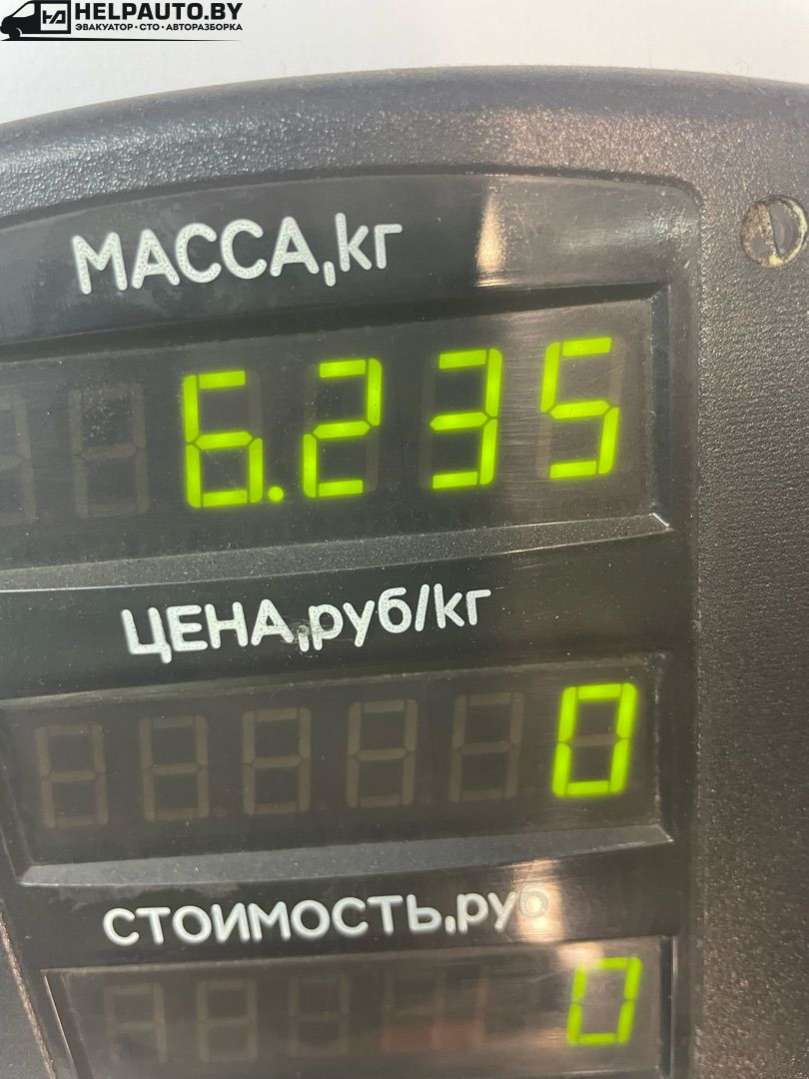 HELPAUTO.BY
ЭВАКУАТОР • СТО • АВТОРАЗБОРКА
МАССА,кг
6.235
ЦЕНА,руб/кг
0
СТОИМОСТЬ,руб
0